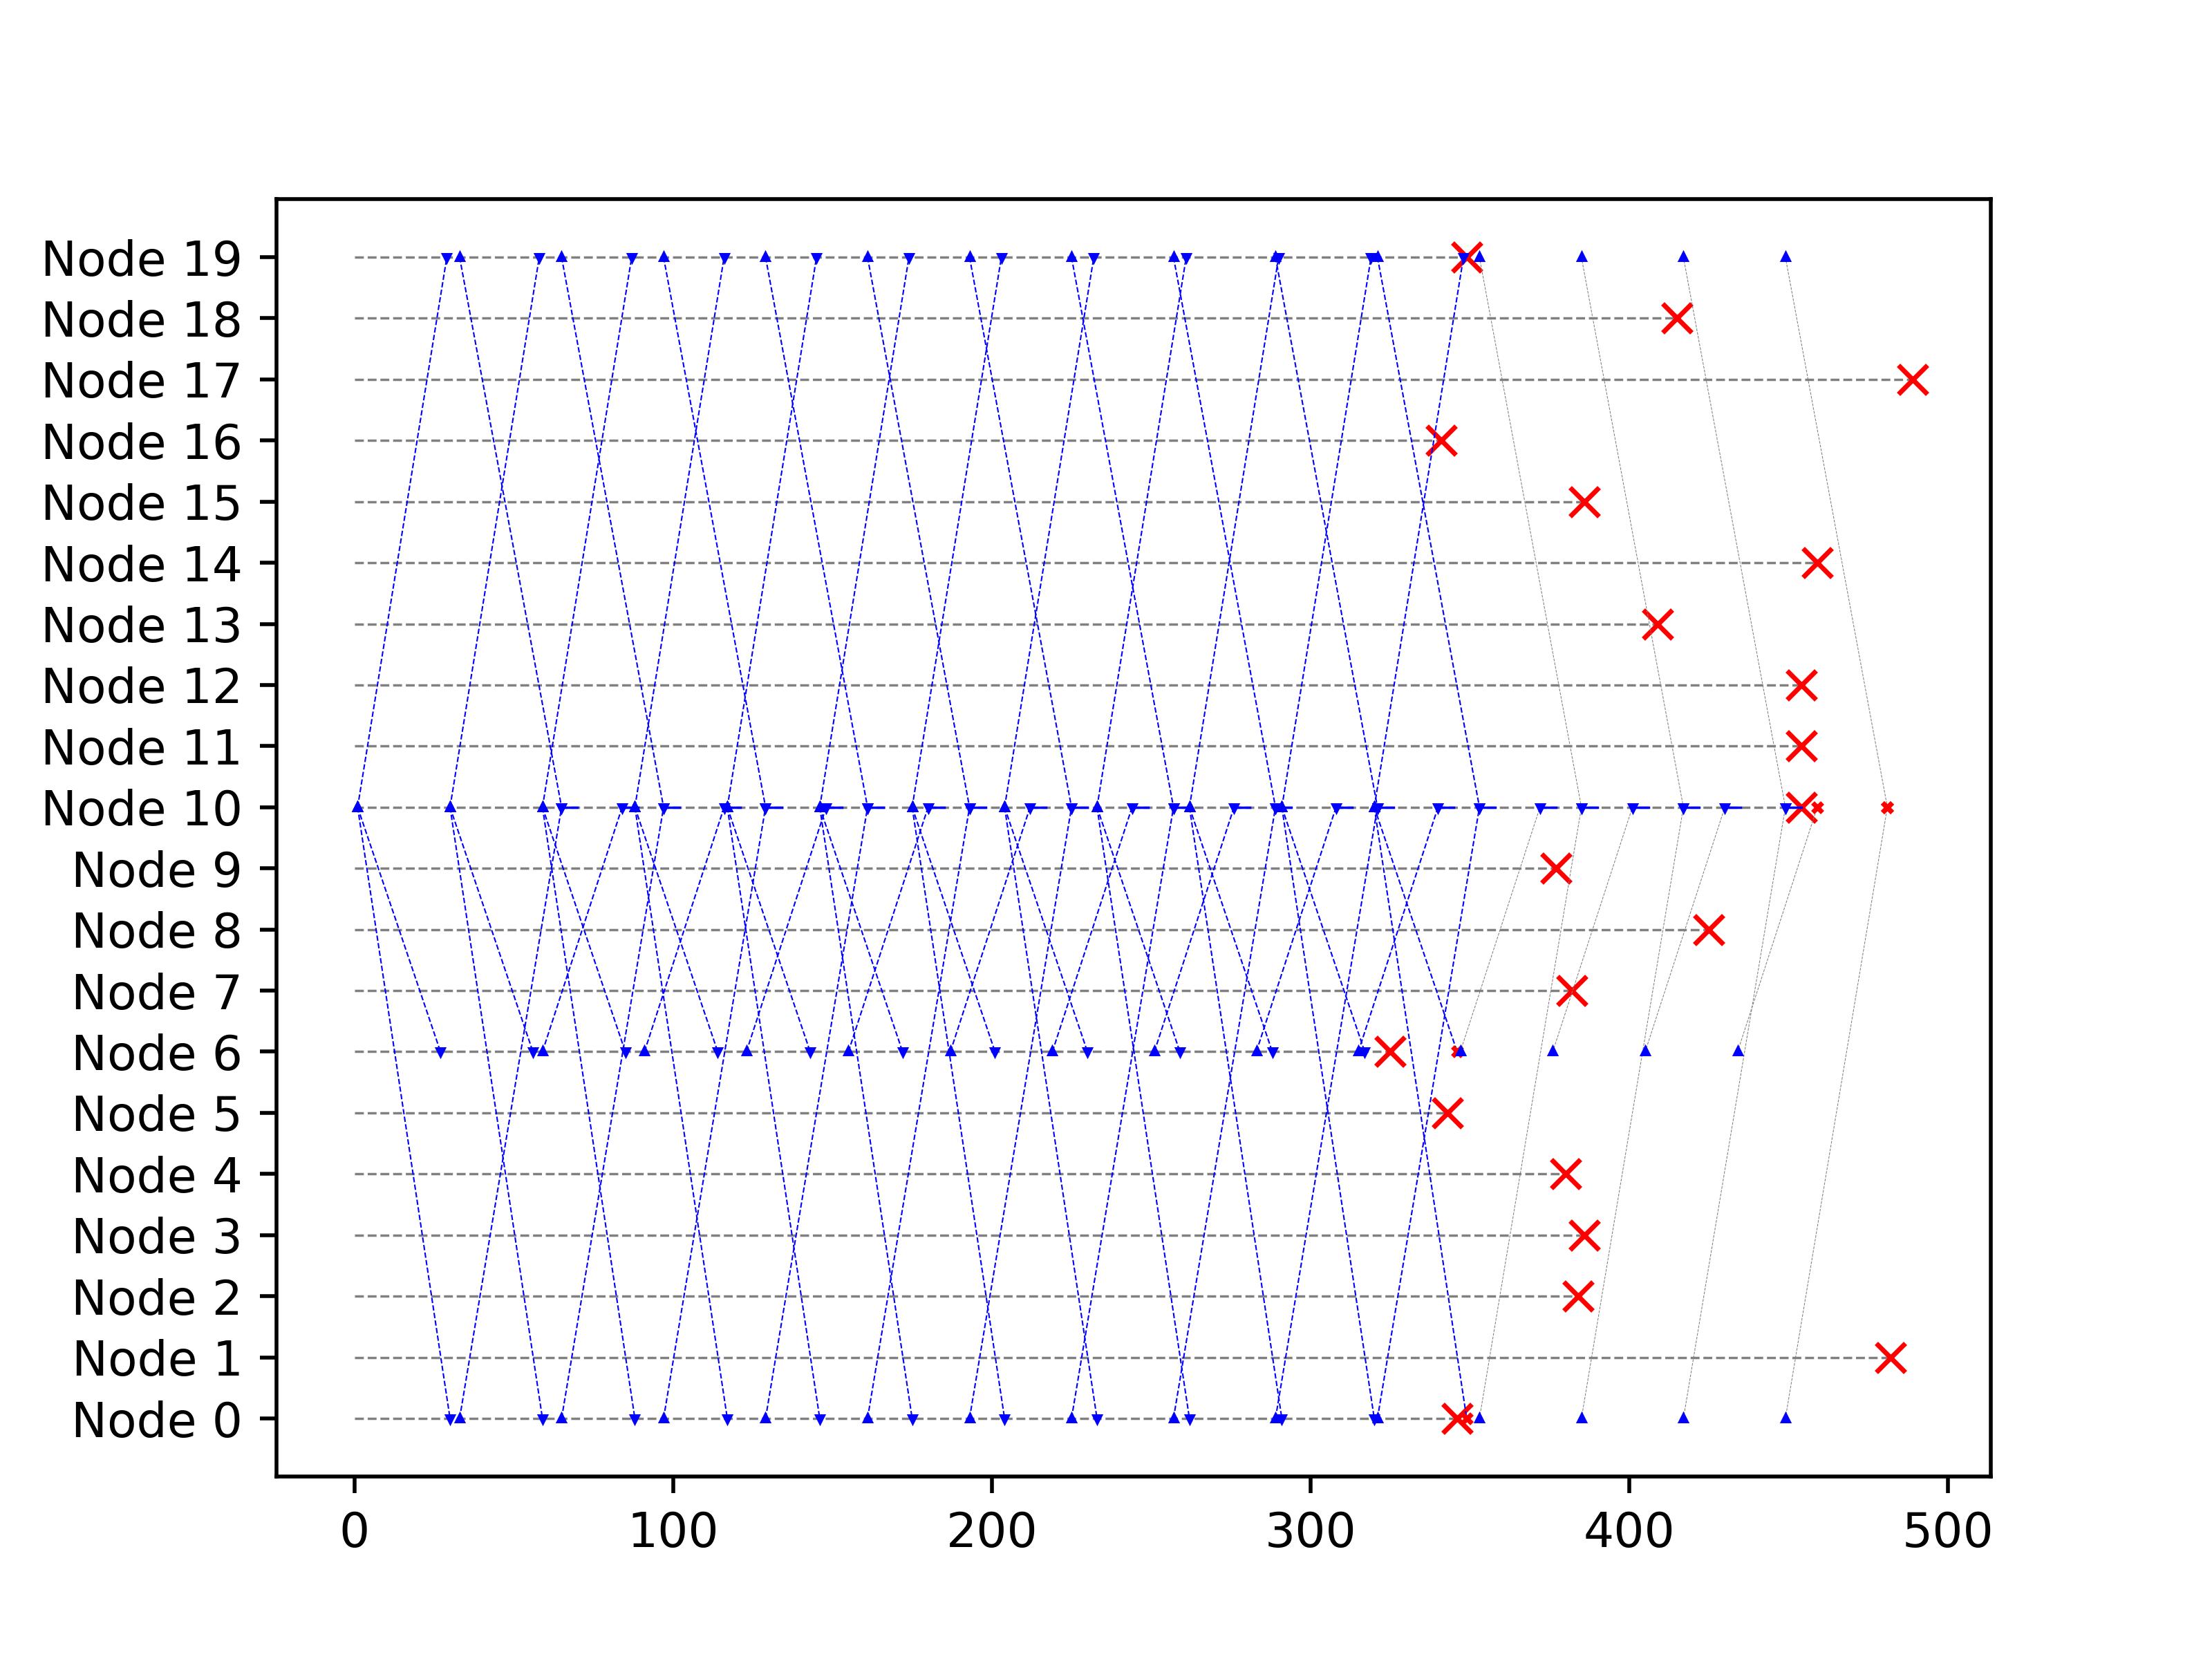 Node 19
Node 18
Node 17
Node 16
Node 15
Node 14
Node 13
Node 12
Node 11
Node 10
Node 9
Node 8
Node 7
Node 6
Node 5
Node 4
Node 3
Node 2
Node 1
Node 0
0 100 200 300 400 500